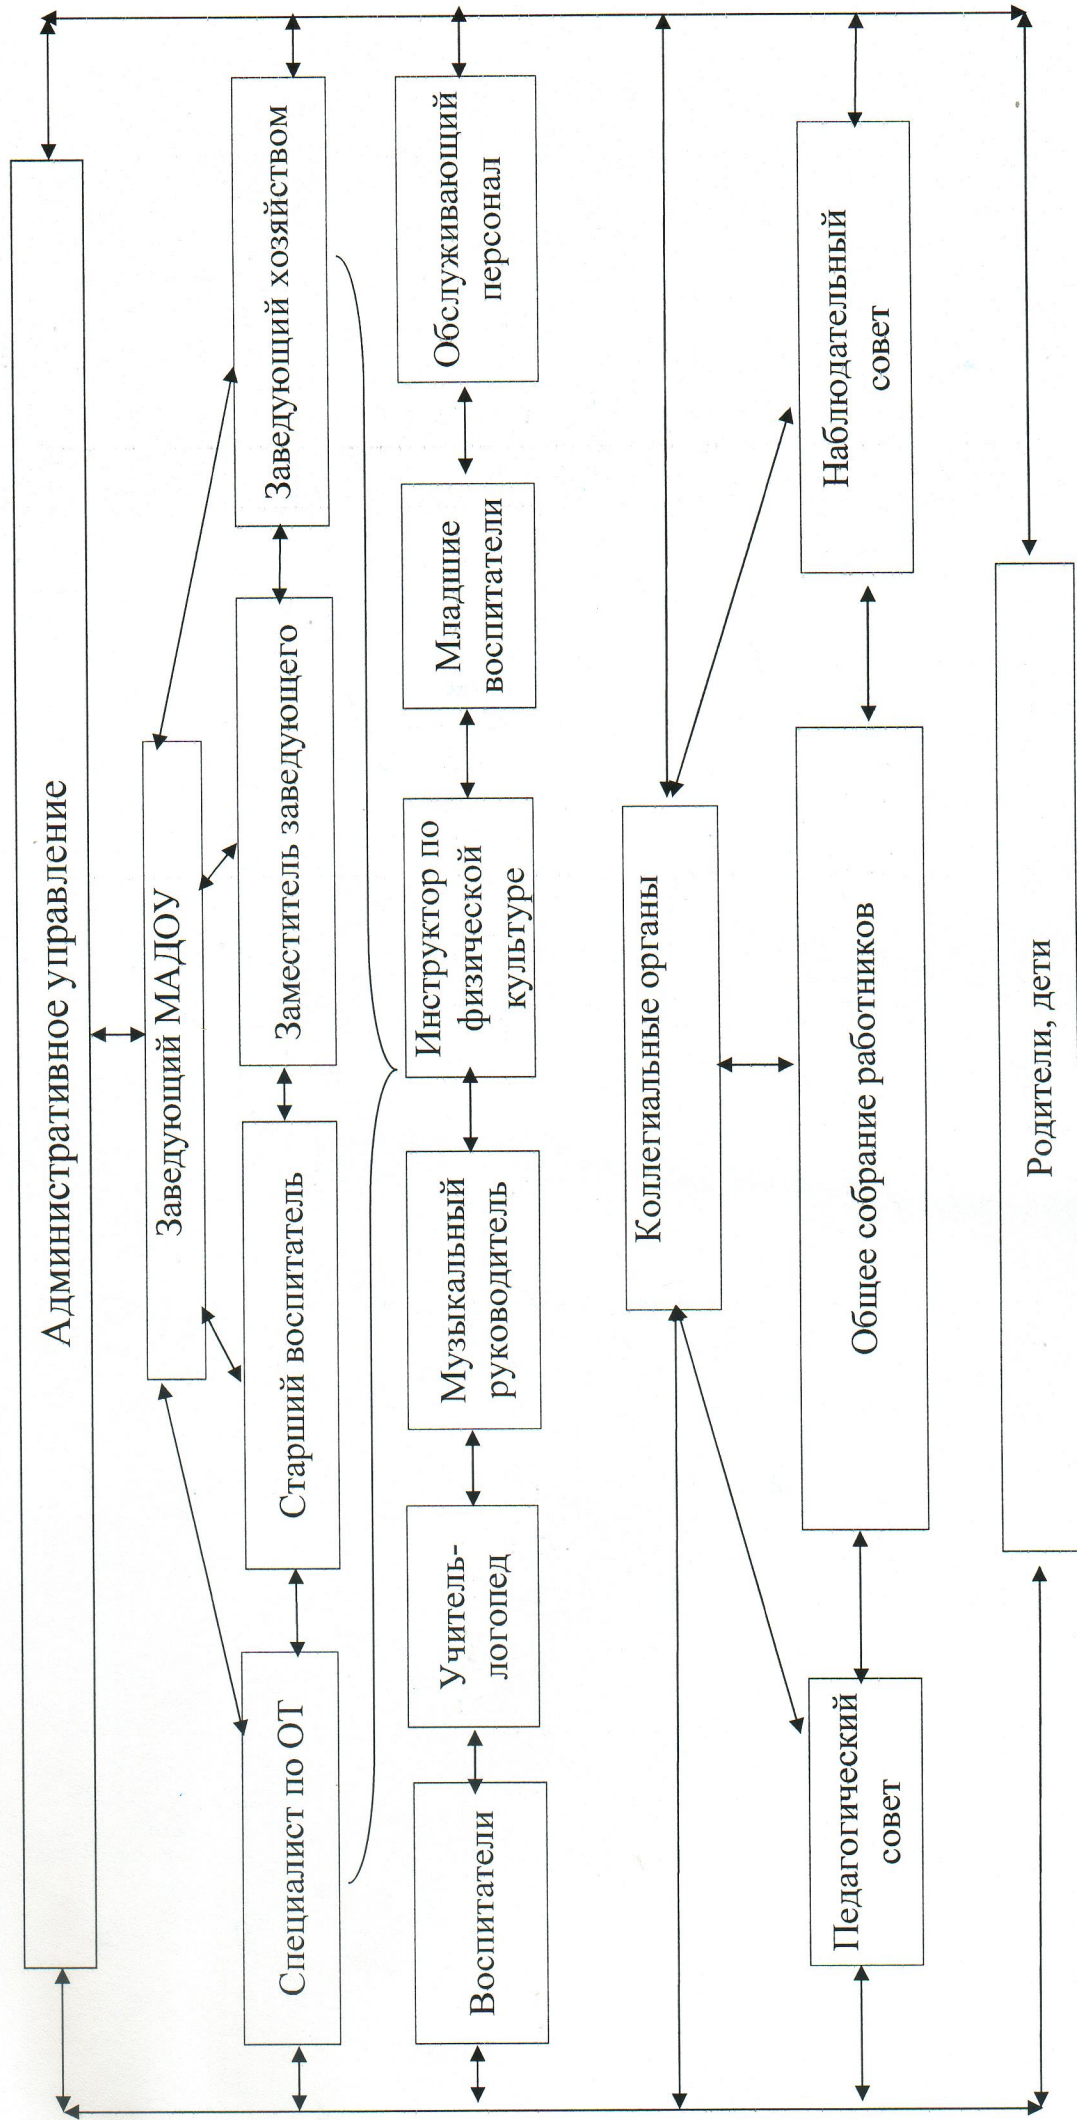 Административное управление
Заведующий МАДОУ
Специалист по ОТ
Старший воспитатель
Заместитель заведующего
Заведующий хозяйством
Воспитатели
Учитель-
логопед
Музыкальный
руководитель
Инструктор по
физической
культуре
Младшие
воспитатели
Обслуживающий
персонал
Коллегиальные органы
Педагогический
совет
Общее собрание работников
Наблюдательный
совет
Родители, дети